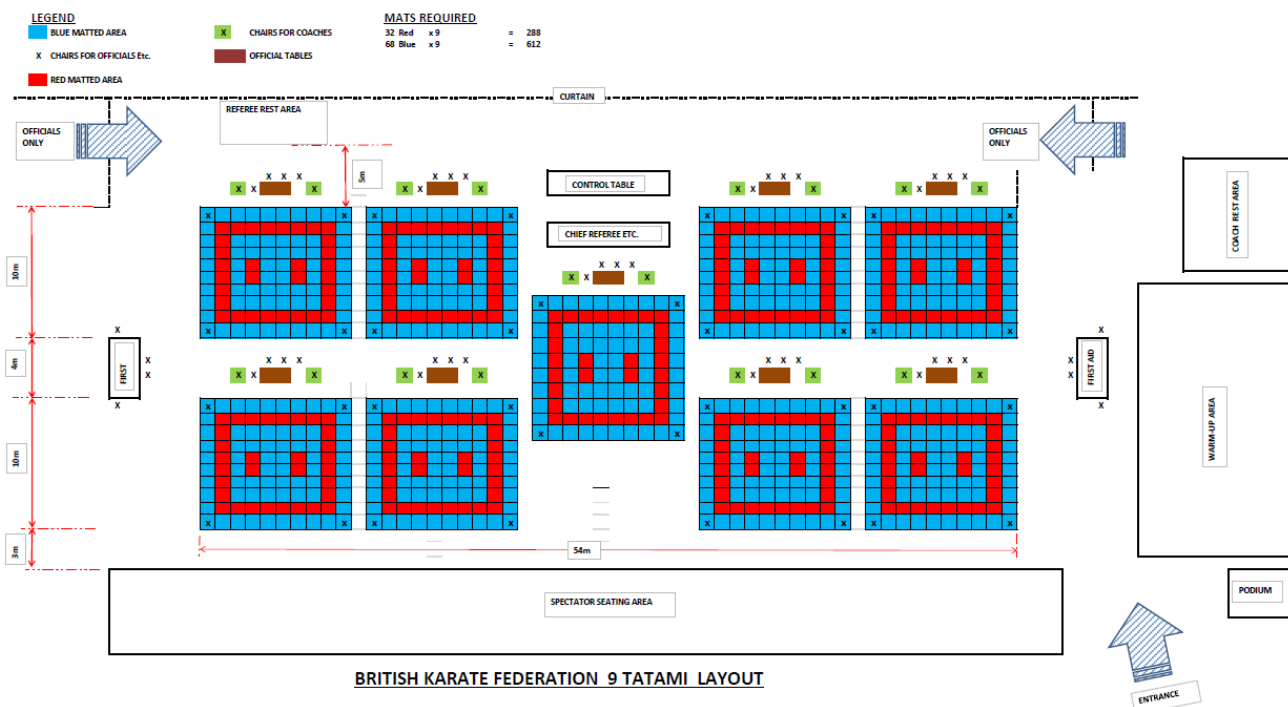 LEGEND
BLUE MATTED AREA
X CHAIRS FOR OFFICIALS Etc.
RED MATTED AREA
X CHAIRS FOR COACHES
OFFICIAL TABLES
MATS REQUIRED
32 Red x 9 = 288
68 Blue x 9 = 612
CURTAIN
REFEREE REST AREA
OFFICIALS
ONLY
OFFICIALS
ONLY
5m
X X X
X X X
X X X
X X X
X X X
X X X
X X X
X X X
CONTROL TABLE
CHIEF REFEREE ETC.
COACH REST AREA
X X
X X
X X
X X
X X X
X X X
10m
X X
X X
X X
X X
X X
X
X
X X X
X X X
X X X
X X X
4m
FIRST
X
X
X
X X X
X X X
X X X
X X X
FIRST AID
X
X
X
X
X
WARM-UP AREA
X X
X X
X X
X X
X X
10m
X X
X X
X X
X X
3m
54m
SPECTATOR SEATING AREA
PODIUM
BRITISH KARATE FEDERATION 9 TATAMI LAYOUT
ENTRANCE